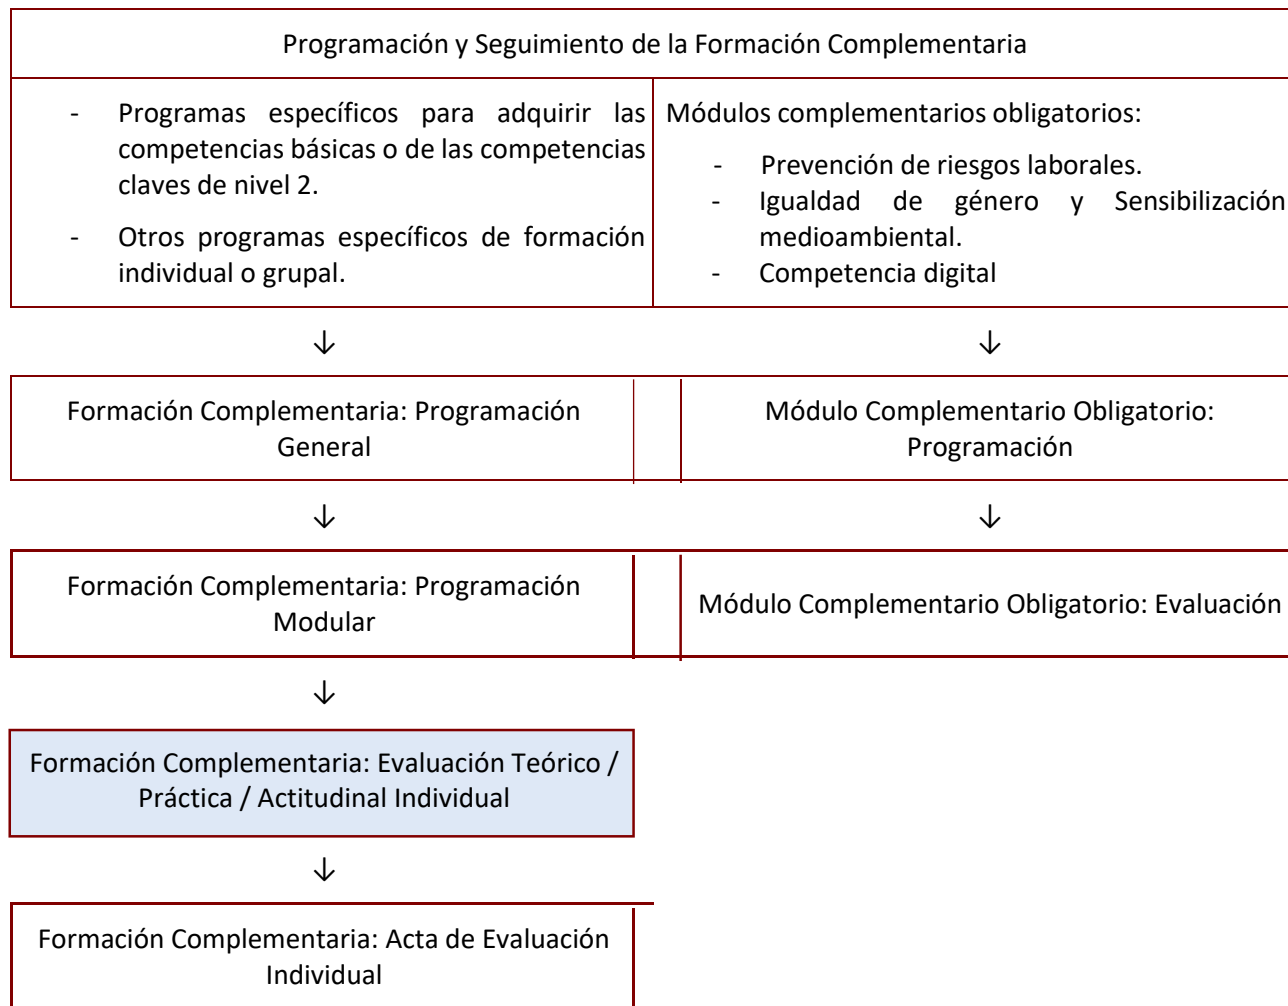 Programación y Seguimiento de la Formación Complementaria
- Programas específicos para adquirir las
competencias básicas o de las competencias
claves de nivel 2.
- Otros programas específicos de formación
individual o grupal.
Módulos complementarios obligatorios:
- Prevención de riesgos laborales.
- Igualdad de género y Sensibilización
medioambiental.
- Competencia digital
↓
↓
Formación Complementaria: Programación
General
Módulo Complementario Obligatorio:
Programación
↓
↓
Formación Complementaria: Programación
Modular
Módulo Complementario Obligatorio: Evaluación
↓
Formación Complementaria: Evaluación Teórico /
Práctica / Actitudinal Individual
↓
Formación Complementaria: Acta de Evaluación
Individual